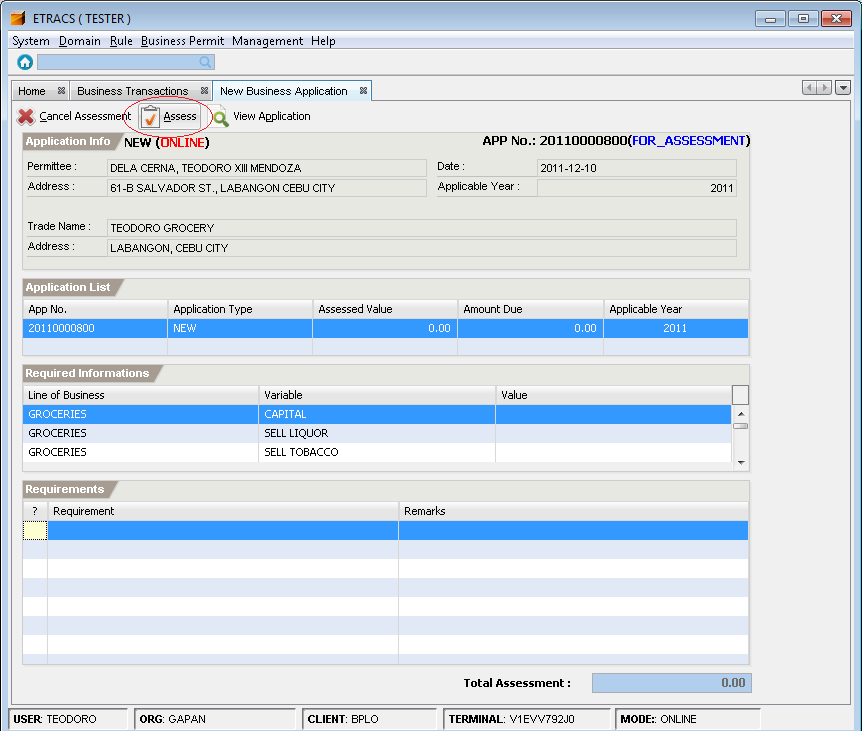 ETRACS ( TESTER )
System Domain Rule Business Permit Management Help
Home Business Transactions New Business Application
Cancel Assessment Assess View Application
Application Info NEW (ONLINE) APP No.: 20110000800(FOR_ASSESSMENT)
Permittee : DELA CERNA, TEODORO XIII MENDOZA Date : 2011-12-10
Address : 61-B SALVADOR ST., LABANGON CEBU CITY Applicable Year : 2011
Trade Name : TEODORO GROCERY
Address : LABANGON, CEBU CITY
Application List
App No. Application Type Assessed Value Amount Due Applicable Year
20110000800 NEW 0.00 0.00 2011
Required Informations
Line of Business Variable Value
GROCERIES CAPITAL
GROCERIES SELL LIQUOR
GROCERIES SELL TOBACCO
Requirements
? Requirement Remarks
Total Assessment : 0.00
USER: TEODORO ORG: GAPAN CLIENT: BPLO TERMINAL: V1EVV792J0 MODE: ONLINE